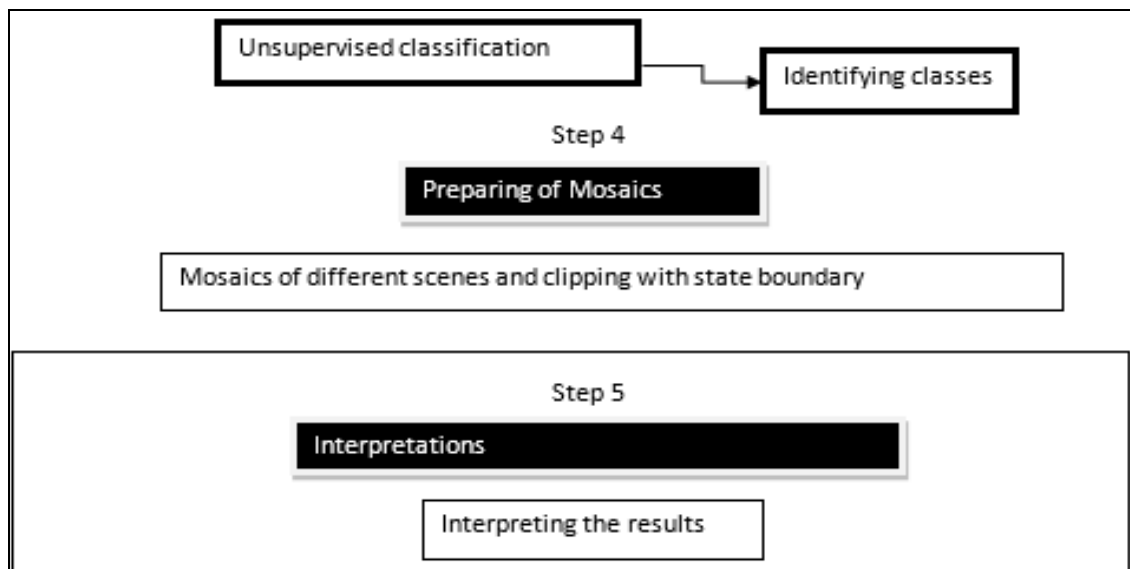 Unsupervised classification
Identifying classes
Step 4
Preparing of Mosaics
Mosaics of different scenes and clipping with state boundary
Step 5
Interpretations
Interpreting the results